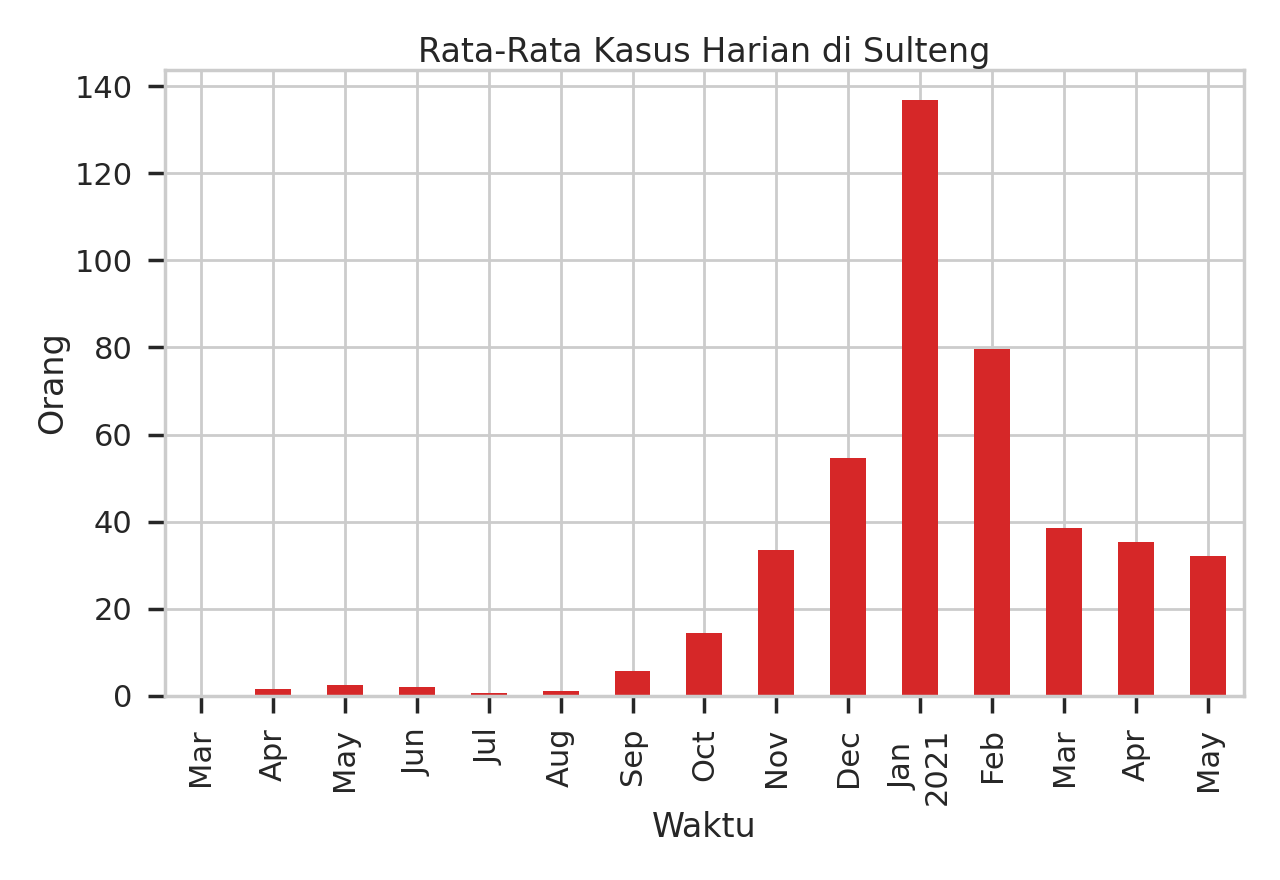 Rata-Rata Kasus Harian di Sulteng
140
120
100
80
60
40
20
0
Orang
Mar
Apr
May
Jun
Jul
Aug
Sep
Oct
Nov
Dec
Jan
2021
Feb
Mar
Apr
May
Waktu